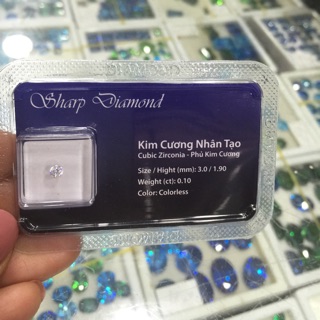 Sharp Diamond
Kim Cương Nhân Tạo
Cubic Zirconia - Phủ Kim Cương
Size / Hight (mm): 3.0 / 1.90
Weight (ct): 0.10
Color: Colorless